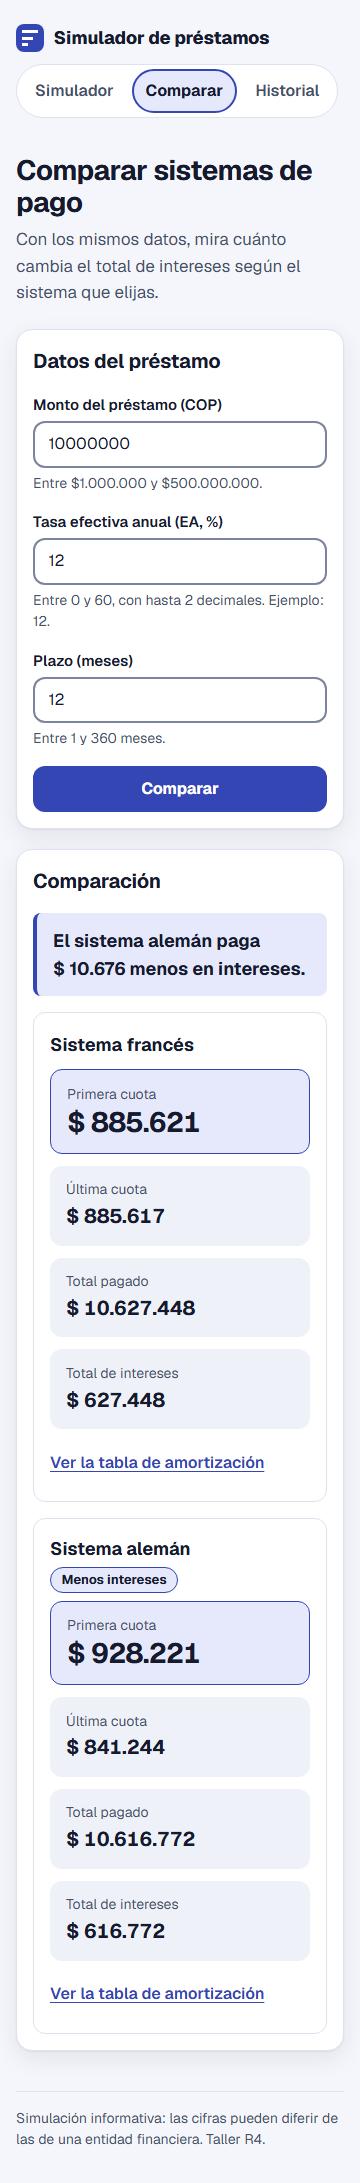 Simulador de préstamos
Simulador
Comparar
Historial
Comparar sistemas de
pago
Con los mismos datos, mira cuánto
cambia el total de intereses según el
sistema que elijas.
Datos del préstamo
Monto del préstamo (COP)
10000000
Entre $1.000.000 y $500.000.000.
Tasa efectiva anual (EA, %)
12
Entre 0 y 60, con hasta 2 decimales. Ejemplo:
12.
Plazo (meses)
12
Entre 1 y 360 meses.
Comparar
Comparación
El sistema alemán paga
$ 10.676 menos en intereses.
Sistema francés
Primera cuota
$ 885.621
Última cuota
$ 885.617
Total pagado
$ 10.627.448
Total de intereses
$ 627.448
Ver la tabla de amortización
Sistema alemán
Menos intereses
Primera cuota
$ 928.221
Última cuota
$ 841.244
Total pagado
$ 10.616.772
Total de intereses
$ 616.772
Ver la tabla de amortización
Simulación informativa: las cifras pueden diferir de
las de una entidad financiera. Taller R4.